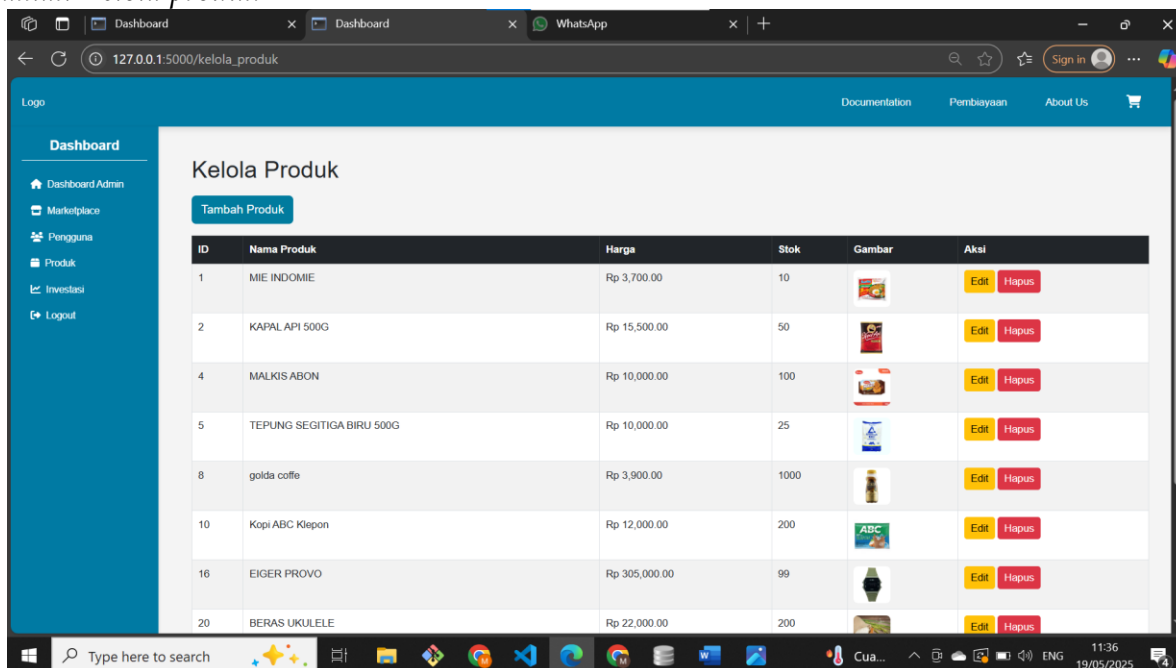 Dashboard
Dashboard
WhatsApp
127.0.0.1:5000/kelola_produk
Sign in
Logo
Documentation
Pembiayaan
About Us
Dashboard
Dashboard Admin
Marketplace
Pengguna
Produk
Investasi
Logout
Kelola Produk
Tambah Produk
ID Nama Produk Harga Stok Gambar Aksi
1 MIE INDOMIE Rp 3,700.00 10 Edit Hapus
2 KAPAL API 500G Rp 15,500.00 50 Edit Hapus
4 MALKIS ABON Rp 10,000.00 100 Edit Hapus
5 TEPUNG SEGITIGA BIRU 500G Rp 10,000.00 25 Edit Hapus
8 golda coffe Rp 3,900.00 1000 Edit Hapus
10 Kopi ABC Klepon Rp 12,000.00 200 ABC Edit Hapus
16 EIGER PROVO Rp 305,000.00 99 Edit Hapus
20 BERAS UKULELE Rp 22,000.00 200 Edit Hapus
Type here to search
Cua...
ENG
11:36
19/05/2025